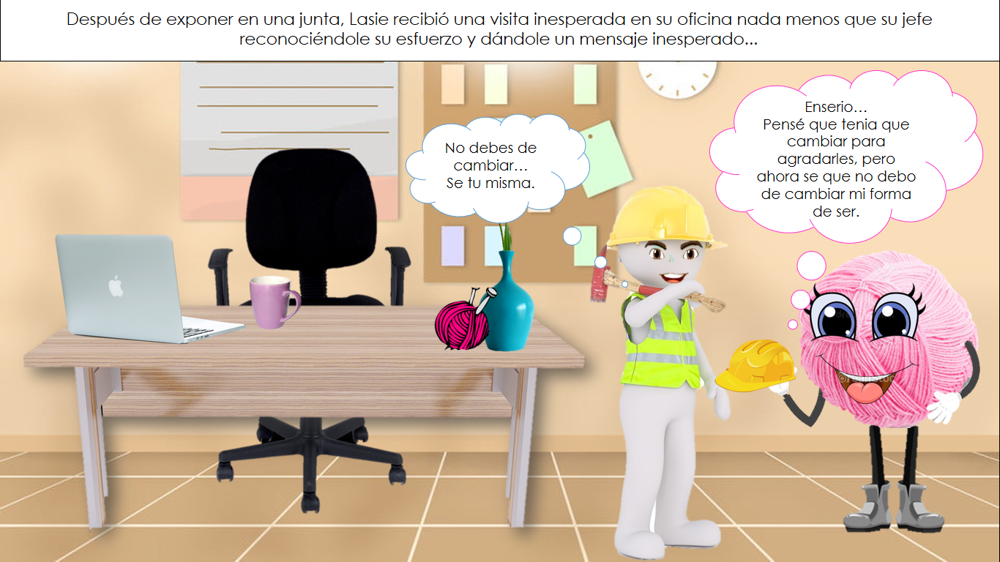 Después de exponer en una junta, Lasie recibió una visita inesperada en su oficina nada menos que su jefe
reconociéndole su esfuerzo y dándole un mensaje inesperado...
No debes de
cambiar...
Se tu misma.
Enserio...
Pensé que tenia que
cambiar para
agradarles, pero
ahora se que no debo
de cambiar mi forma
de ser.